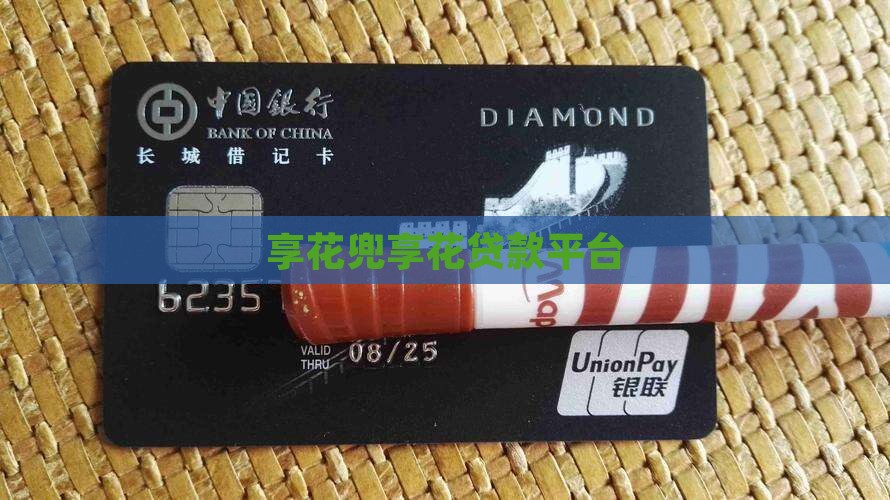 中国银行
BANK OF CHINA
长城借记卡
DIAMOND
享花兜享花贷款平台
6235
VALID
THRU
08/25
UnionPay
银联